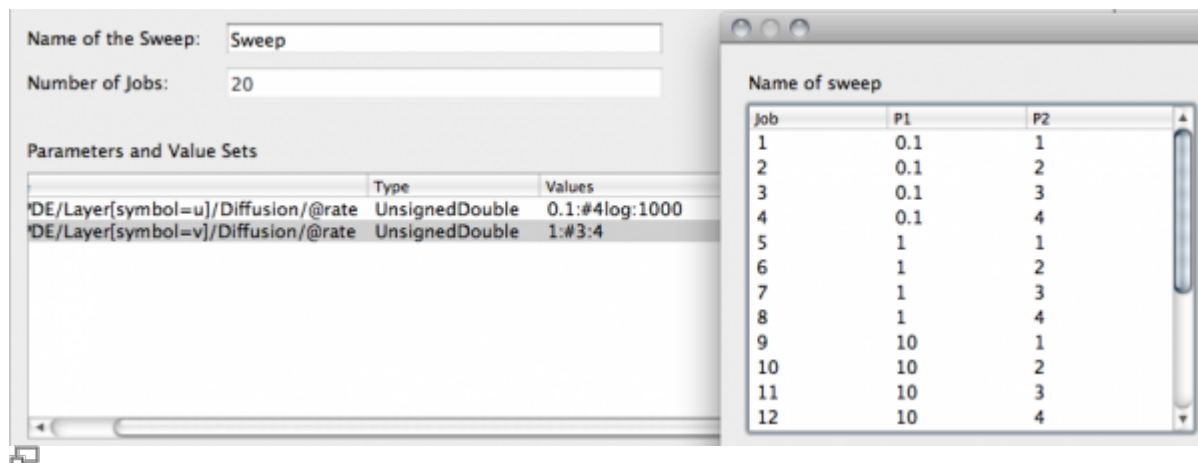 Name of the Sweep: Sweep
Number of Jobs: 20
Parameters and Value Sets
Type Values
PDE/Layer[symbol=u]/Diffusion/@rate UnsignedDouble 0.1:#4log:1000
PDE/Layer[symbol=v]/Diffusion/@rate UnsignedDouble 1:#3:4
Name of sweep
Job P1 P2
1 0.1 1
2 0.1 2
3 0.1 3
4 0.1 4
5 1 1
6 1 2
7 1 3
8 1 4
9 10 1
10 10 2
11 10 3
12 10 4